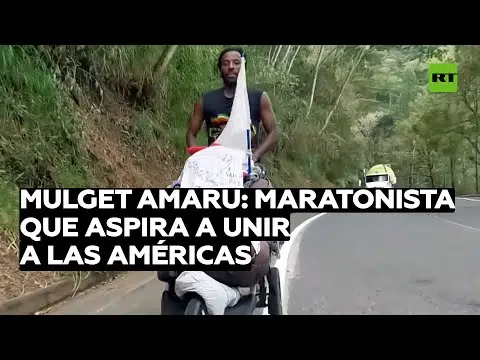 RT
MULGET AMARU: MARATONISTA
QUE ASPIRA A UNIR
A LAS AMÉRICAS